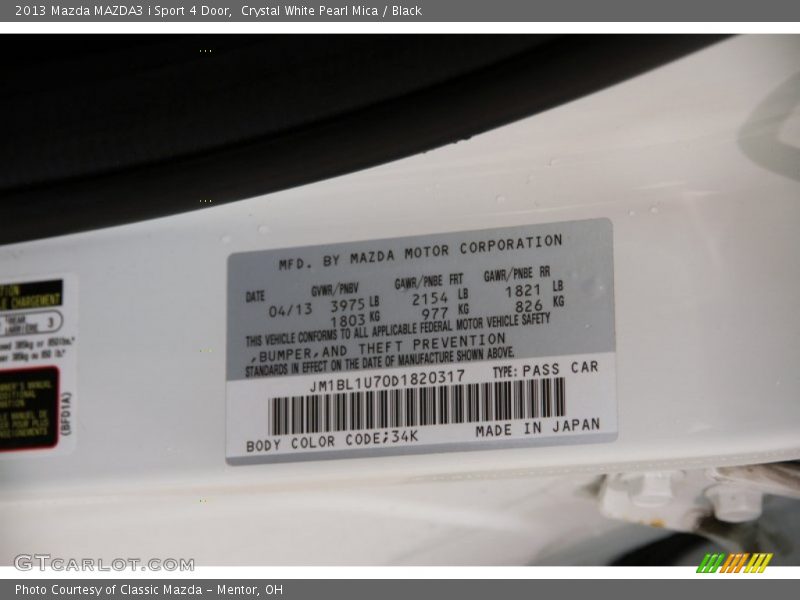 2013 Mazda MAZDA3 i Sport 4 Door,  Crystal White Pearl Mica / Black
MFD. BY MAZDA MOTOR CORPORATION
DATE GVWR/PNBV GAWR/PNBE FRT GAWR/PNBE RR
04/13 3975 LB 2154 LB 1821 LB
1803 KG 977 KG 826 KG
THIS VEHICLE CONFORMS TO ALL APPLICABLE FEDERAL MOTOR VEHICLE SAFETY
,BUMPER,AND THEFT PREVENTION
STANDARDS IN EFFECT ON THE DATE OF MANUFACTURE SHOWN ABOVE.
JM1BL1U70D1820317 TYPE: PASS CAR
BODY COLOR CODE;34K MADE IN JAPAN
CHARGEMENT
3
(BFD1A)
GTCARLOT.COM
Photo Courtesy of Classic Mazda - Mentor, OH